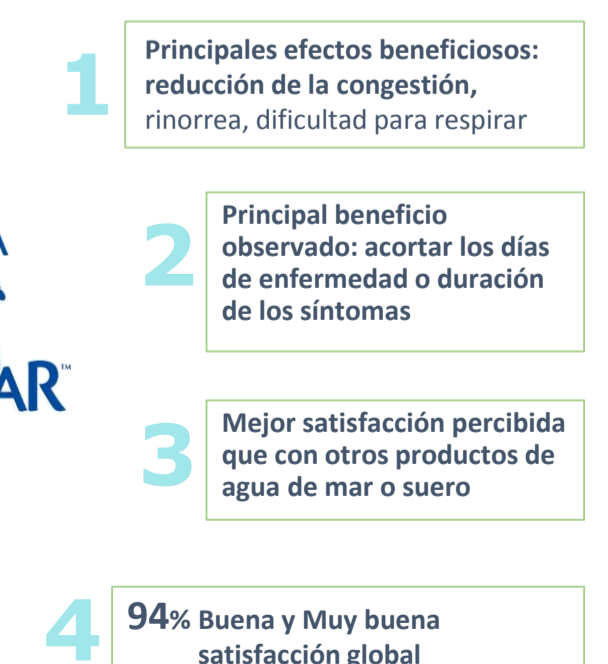 1
Principales efectos beneficiosos:
reducción de la congestión,
rinorrea, dificultad para respirar
2
Principal beneficio
observado: acortar los días
de enfermedad o duración
de los síntomas
AR™
3
Mejor satisfacción percibida
que con otros productos de
agua de mar o suero
4
94% Buena y Muy buena
satisfacción global